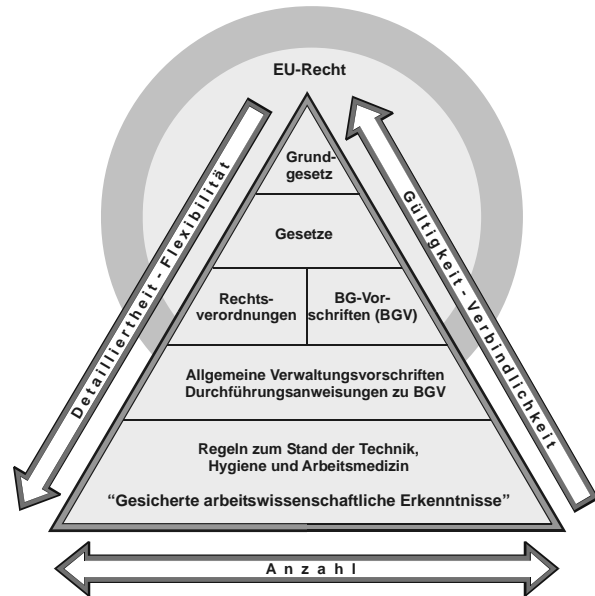 EU-Recht
Grund-
gesetz
Gesetze
Rechts-
verordnungen
BG-Vor-
schriften (BGV)
Allgemeine Verwaltungsvorschriften
Durchführungsanweisungen zu BGV
Regeln zum Stand der Technik,
Hygiene und Arbeitsmedizin
“Gesicherte arbeitswissenschaftliche Erkenntnisse”
Detailliertheit - Flexibilität
Gültigkeit - Verbindlichkeit
Anzahl